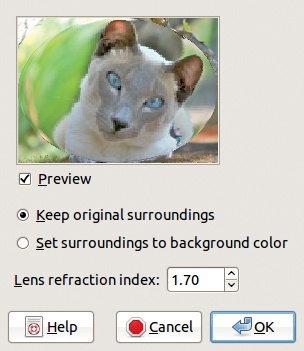 Preview
Keep original surroundings
Set surroundings to background color
Lens refraction index: 1.70
Help Cancel OK